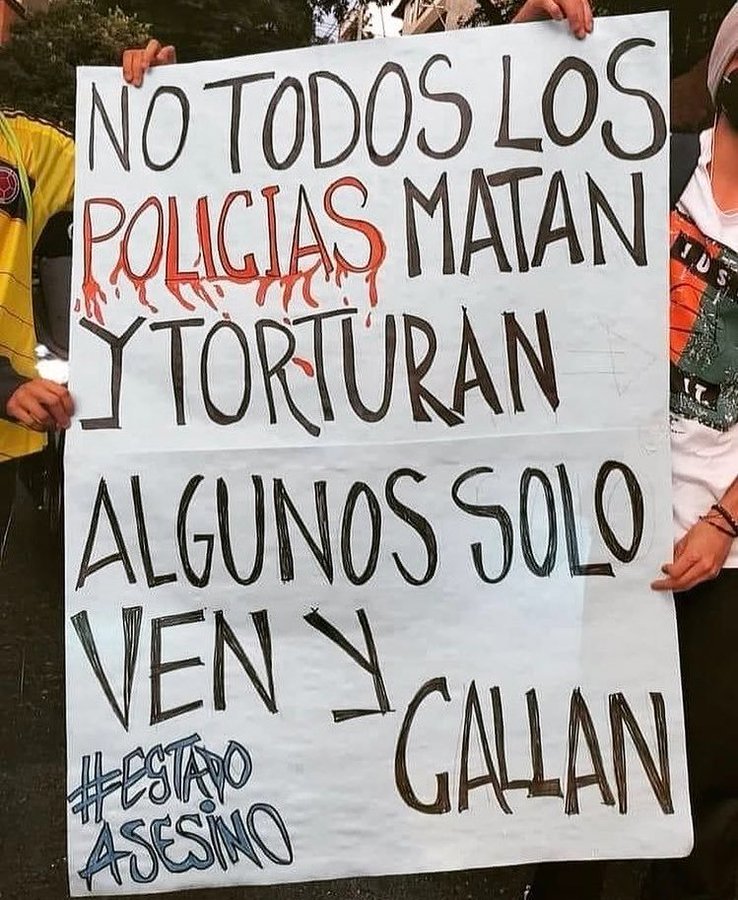 NO TODOS LOS
POLICIAS MATAN
Y TORTURAN
ALGUNOS SOLO
VEN Y
CALLAN
#ESTADO
ASESINO